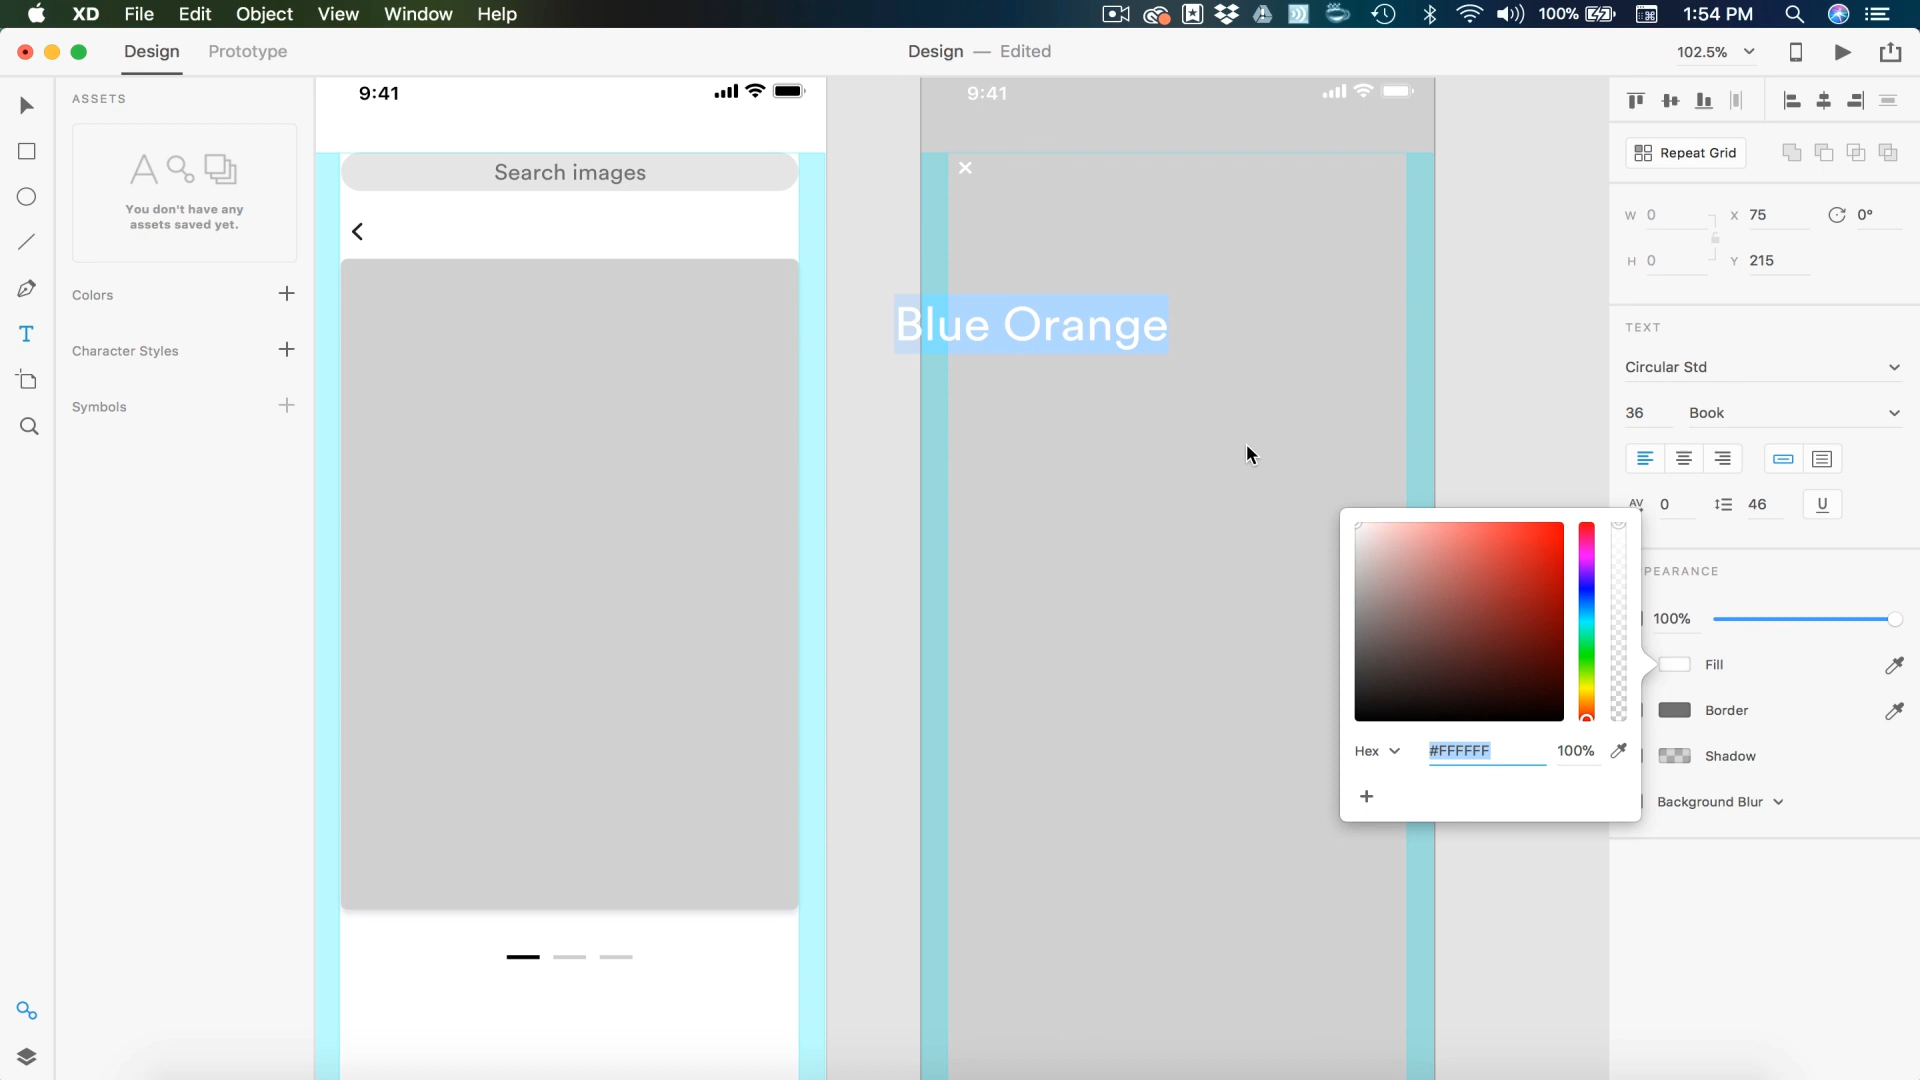 XD File Edit Object View Window Help 100% 1:54 PM
Design Prototype Design — Edited 102.5%
ASSETS
You don't have any
assets saved yet.
Colors
Character Styles
Symbols
9:41
Search images
9:41
Blue Orange
Repeat Grid
W 0 X 75 0°
H 0 Y 215
TEXT
Circular Std
36 Book
AV 0 46 U
PEARANCE
100%
Fill
Border
Shadow
Background Blur
Hex #FFFFFF 100%